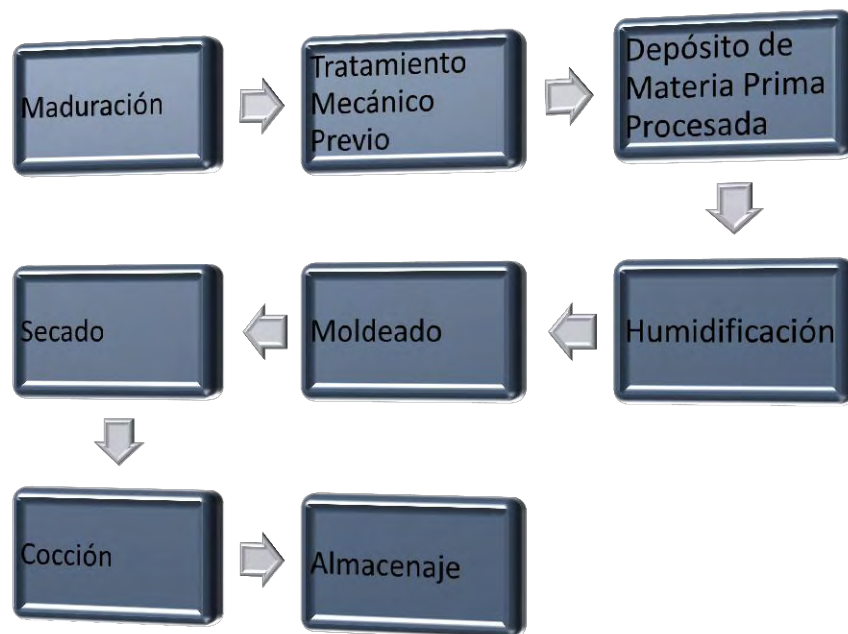 Maduración
Tratamiento
Mecánico
Previo
Depósito de
Materia Prima
Procesada
Humidificación
Moldeado
Secado
Cocción
Almacenaje